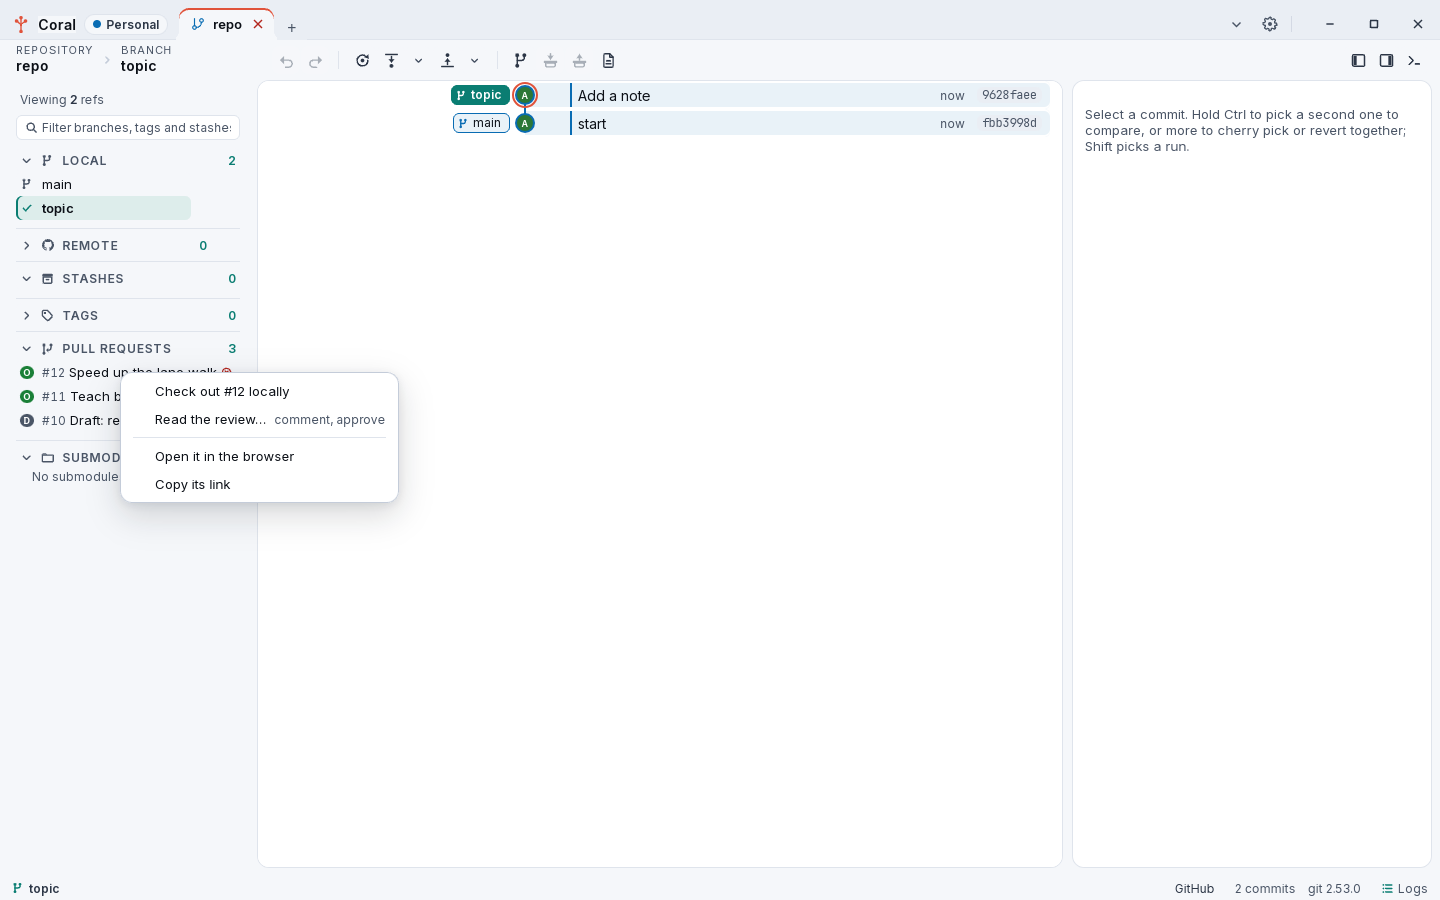 Coral
Personal
repo
+
REPOSITORY
repo
BRANCH
topic
Viewing 2 refs
Filter branches, tags and stashes
LOCAL 2
main
topic
REMOTE 0
STASHES 0
TAGS 0
PULL REQUESTS 3
O #12 Speed up the lane walk
O #11 Teach
D #10 Draft:
SUBMOD
No submodule
Check out #12 locally
Read the review… comment, approve
Open it in the browser
Copy its link
topic A Add a note now 9628faee
main A start now fbb3998d
Select a commit. Hold Ctrl to pick a second one to
compare, or more to cherry pick or revert together;
Shift picks a run.
topic
GitHub 2 commits git 2.53.0 Logs